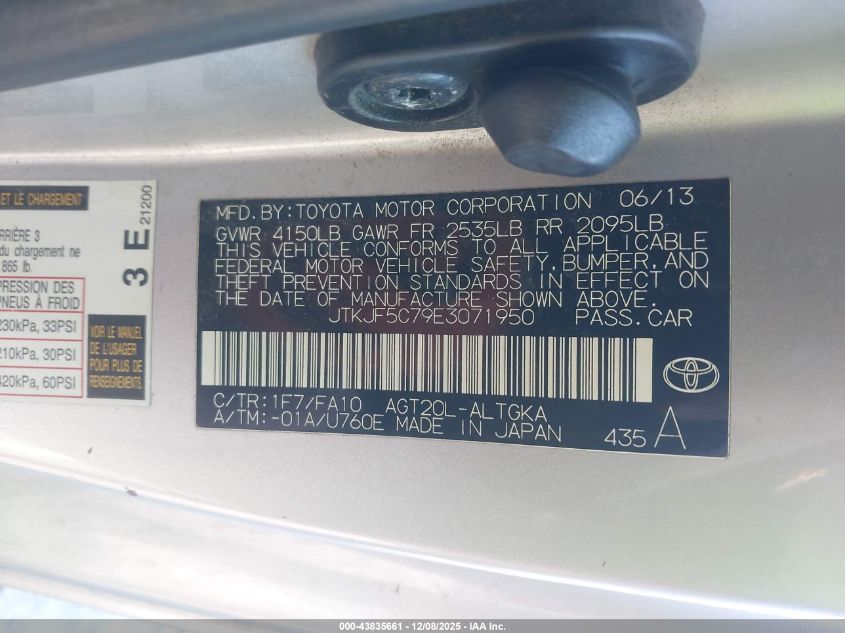 ET LE CHARGEMENT
RRIÈRE 3
du chargement ne
865 lb.
3 E
21200
PRESSION DES
PNEUS À FROID
230kPa, 33PSI
210kPa, 30PSI
420kPa, 60PSI
VOIR LE MANUEL
DE L'USAGER
POUR PLUS DE
RENSEIGNEMENTS.
MFD. BY: TOYOTA MOTOR CORPORATION 06/13
GVWR 4150LB GAWR FR 2535LB RR 2095LB
THIS VEHICLE CONFORMS TO ALL APPLICABLE
FEDERAL MOTOR VEHICLE SAFETY, BUMPER, AND
THEFT PREVENTION STANDARDS IN EFFECT ON
THE DATE OF MANUFACTURE SHOWN ABOVE.
JTKJF5C79E3071950 PASS.CAR
C/TR: 1F7/FA10 AGT20L-ALTGKA
A/TM: -01A/U760E MADE IN JAPAN
435 A
000-43835661 - 12/08/2025 - IAA Inc.